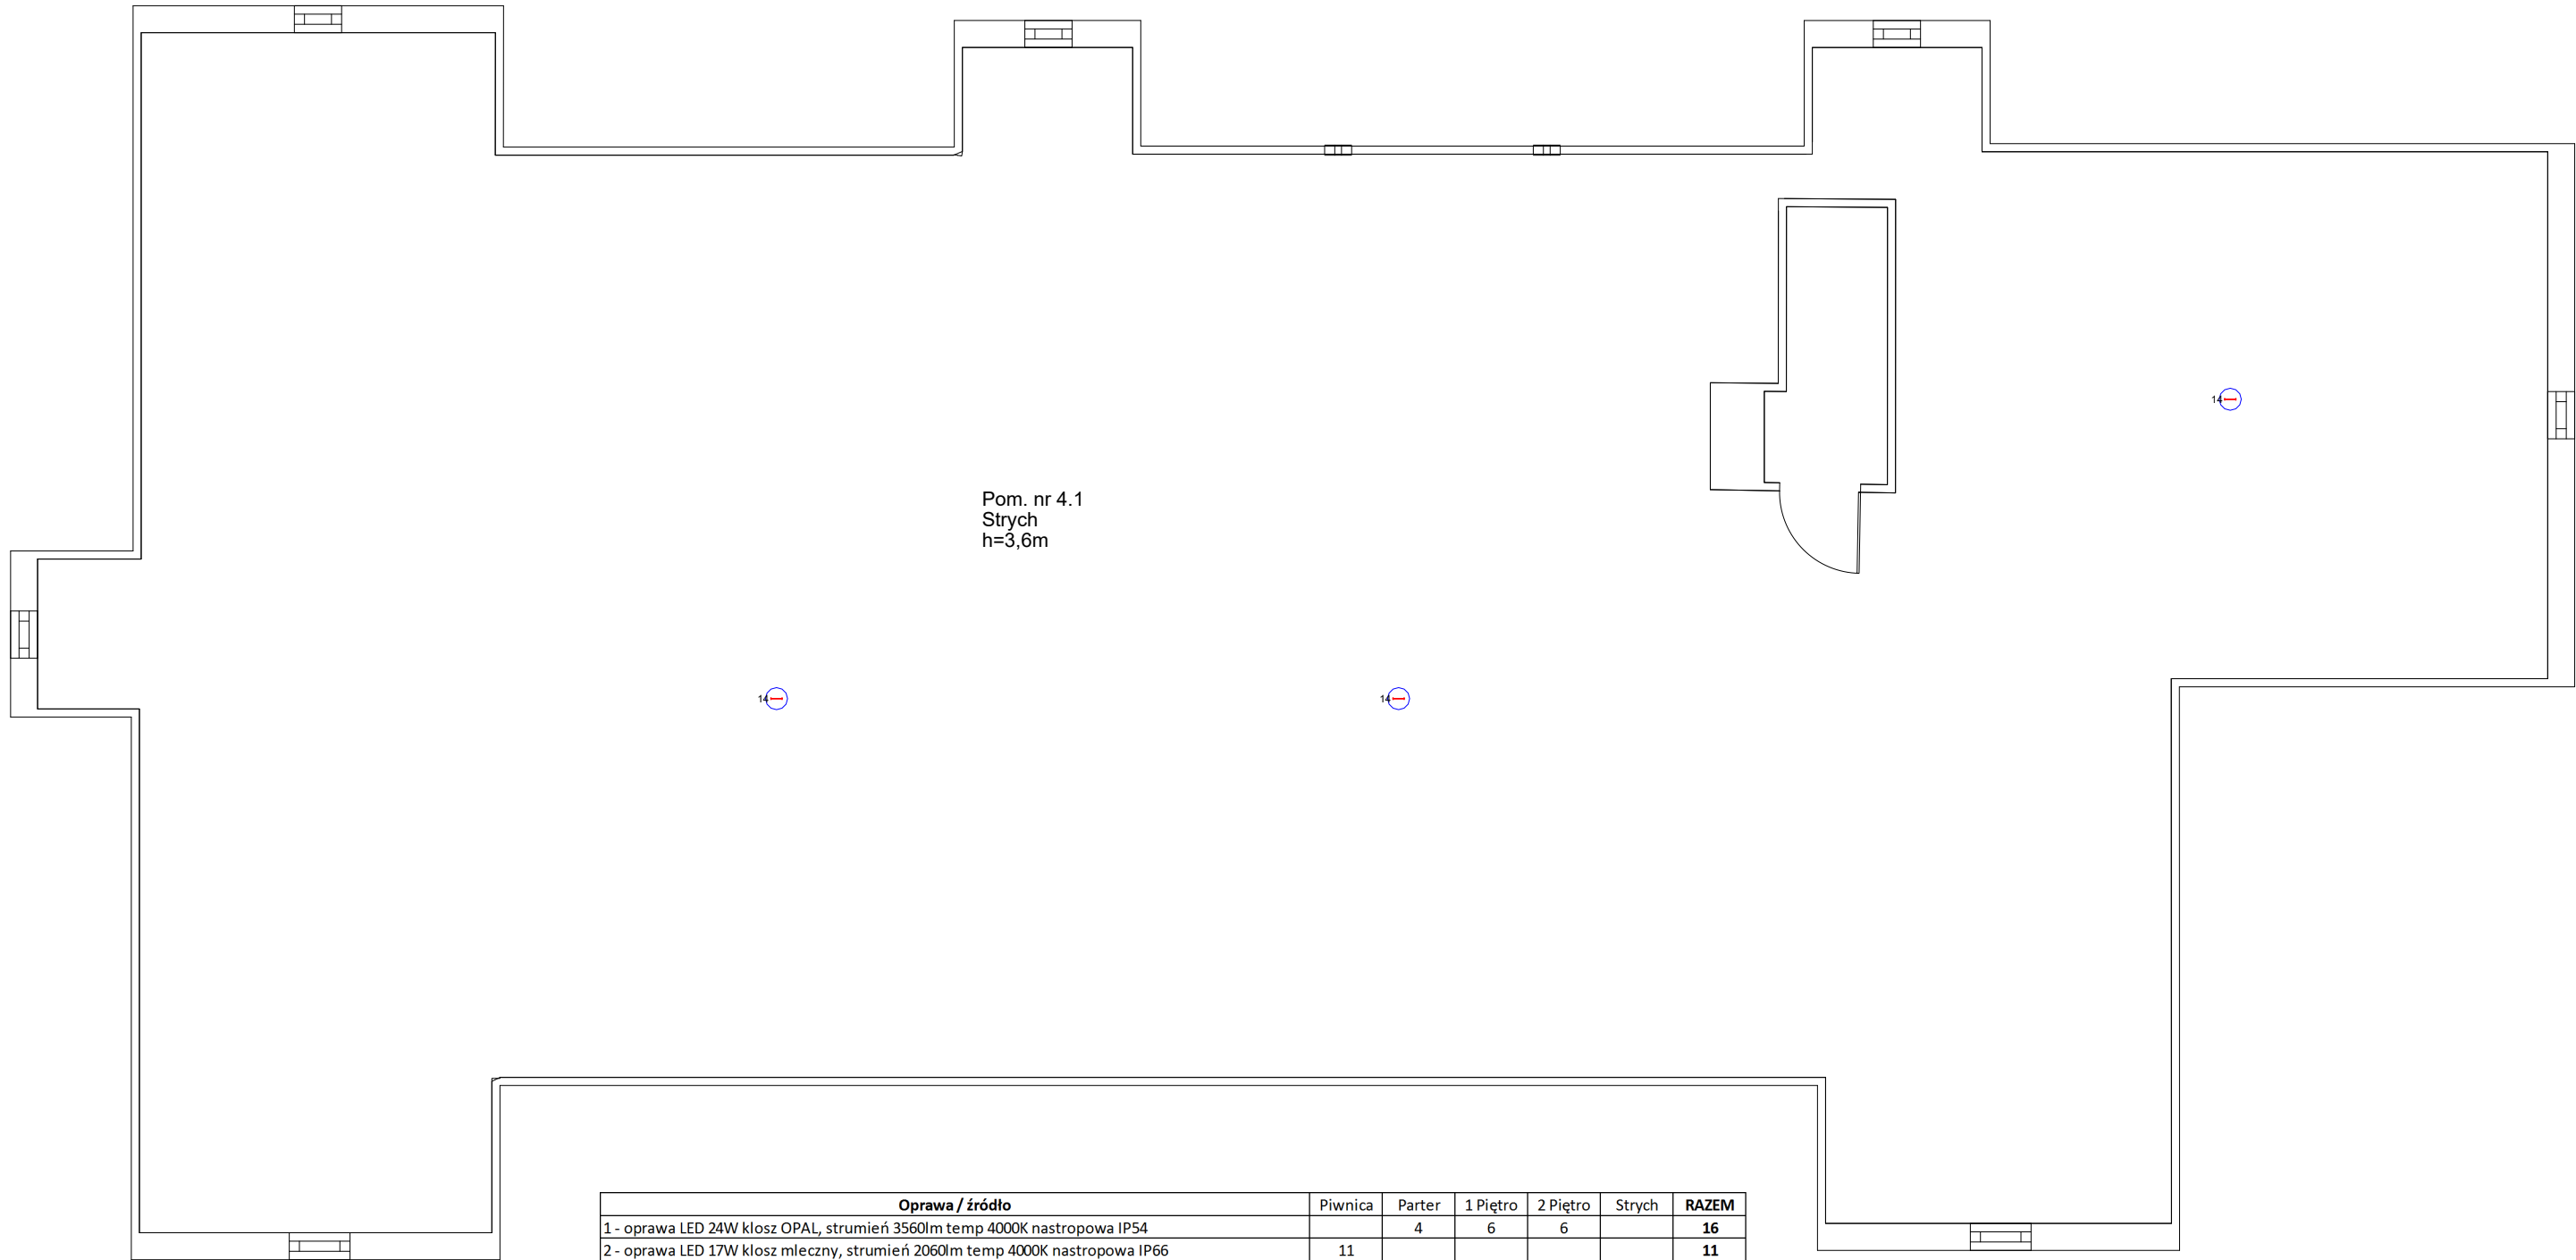 14
Pom. nr 4.1
Strych
h=3,6m
14
14
Oprawa / źródło Piwnica Parter 1 Piętro 2 Piętro Strych RAZEM
1 - oprawa LED 24W klosz OPAL, strumień 3560lm temp 4000K nastropowa IP54 4 6 6 16
2 - oprawa LED 17W klosz mleczny, strumień 2060lm temp 4000K nastropowa IP66 11 11